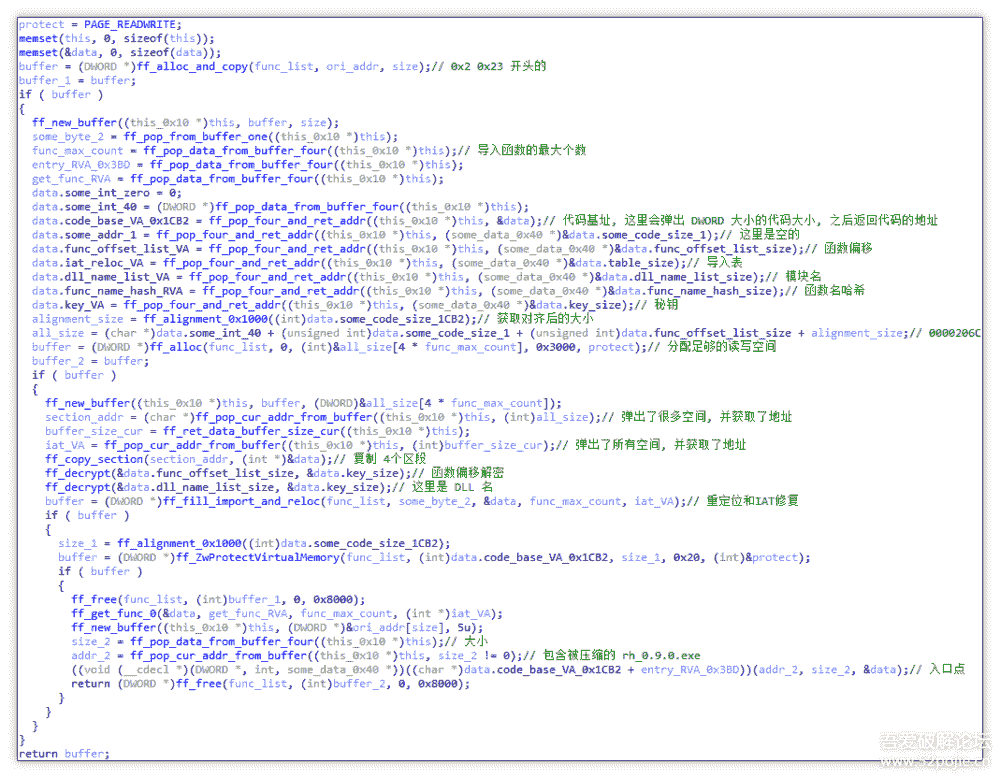 protect = PAGE_READWRITE;
memset(this, 0, sizeof(this));
memset(&data, 0, sizeof(data));
buffer = (DWORD *)ff_alloc_and_copy(func_list, ori_addr, size);// 0x2 0x23 开头的
buffer_1 = buffer;
if ( buffer )
{
ff_new_buffer((this_0x10 *)this, buffer, size);
some_byte_2 = ff_pop_from_buffer_one((this_0x10 *)this);
func_max_count = ff_pop_data_from_buffer_four((this_0x10 *)this);// 导入函数的最大个数
entry_RVA_0x3BD = ff_pop_data_from_buffer_four((this_0x10 *)this);
get_func_RVA = ff_pop_data_from_buffer_four((this_0x10 *)this);
data.some_int_zero = 0;
data.some_int_40 = (DWORD *)ff_pop_data_from_buffer_four((this_0x10 *)this);
data.code_base_VA_0x1CB2 = ff_pop_four_and_ret_addr((this_0x10 *)this, &data);// 代码基址, 这里会弹出 DWORD 大小的代码大小, 之后返回代码的地址
data.some_addr_1 = ff_pop_four_and_ret_addr((this_0x10 *)this, (some_data_0x40 *)&data.some_code_size_1);// 这里是空的
data.func_offset_list_VA = ff_pop_four_and_ret_addr((this_0x10 *)this, (some_data_0x40 *)&data.func_offset_list_size);// 函数偏移
data.iat_reloc_VA = ff_pop_four_and_ret_addr((this_0x10 *)this, (some_data_0x40 *)&data.table_size);// 导入表
data.dll_name_list_VA = ff_pop_four_and_ret_addr((this_0x10 *)this, (some_data_0x40 *)&data.dll_name_list_size);// 模块名
data.func_name_hash_RVA = ff_pop_four_and_ret_addr((this_0x10 *)this, (some_data_0x40 *)&data.func_name_hash_size);// 函数名哈希
data.key_VA = ff_pop_four_and_ret_addr((this_0x10 *)this, (some_data_0x40 *)&data.key_size);// 秘钥
alignment_size = ff_alignment_0x1000((int)data.some_code_size_1CB2);// 获取对齐后的大小
all_size = (char *)data.some_int_40 + (unsigned int)data.some_code_size_1 + (unsigned int)data.func_offset_list_size + alignment_size;// 0000206C
buffer = (DWORD *)ff_alloc(func_list, 0, (int)&all_size[4 * func_max_count], 0x3000, protect);// 分配足够的读写空间
buffer_2 = buffer;
if ( buffer )
{
ff_new_buffer((this_0x10 *)this, buffer, (DWORD)&all_size[4 * func_max_count]);
section_addr = (char *)ff_pop_cur_addr_from_buffer((this_0x10 *)this, (int)all_size);// 弹出了很多空间, 并获取了地址
buffer_size_cur = ff_ret_data_buffer_size_cur((this_0x10 *)this);
iat_VA = ff_pop_cur_addr_from_buffer((this_0x10 *)this, (int)buffer_size_cur);// 弹出了所有空间, 并获取了地址
ff_copy_section(section_addr, (int *)&data);// 复制 4个区段
ff_decrypt(&data.func_offset_list_size, &data.key_size);// 函数偏移解密
ff_decrypt(&data.dll_name_list_size, &data.key_size);// 这里是 DLL 名
buffer = (DWORD *)ff_fill_import_and_reloc(func_list, some_byte_2, &data, func_max_count, iat_VA);// 重定位和IAT修复
if ( buffer )
{
size_1 = ff_alignment_0x1000((int)data.some_code_size_1CB2);
buffer = (DWORD *)ff_ZwProtectVirtualMemory(func_list, (int)data.code_base_VA_0x1CB2, size_1, 0x20, (int)&protect);
if ( buffer )
{
ff_free(func_list, (int)buffer_1, 0, 0x8000);
ff_get_func_0(&data, get_func_RVA, func_max_count, (int *)iat_VA);
ff_new_buffer((this_0x10 *)this, (DWORD *)&ori_addr[size], 5u);
size_2 = ff_pop_data_from_buffer_four((this_0x10 *)this);// 大小
addr_2 = ff_pop_cur_addr_from_buffer((this_0x10 *)this, size_2 != 0);// 包含被压缩的 rh_0.9.0.exe
((void (__cdecl *)(DWORD *, int, some_data_0x40 *))((char *)data.code_base_VA_0x1CB2 + entry_RVA_0x3BD))(addr_2, size_2, &data);// 入口点
return (DWORD *)ff_free(func_list, (int)buffer_2, 0, 0x8000);
}
}
}
}
return buffer;
吾爱破解论坛
www.52pojie.cn